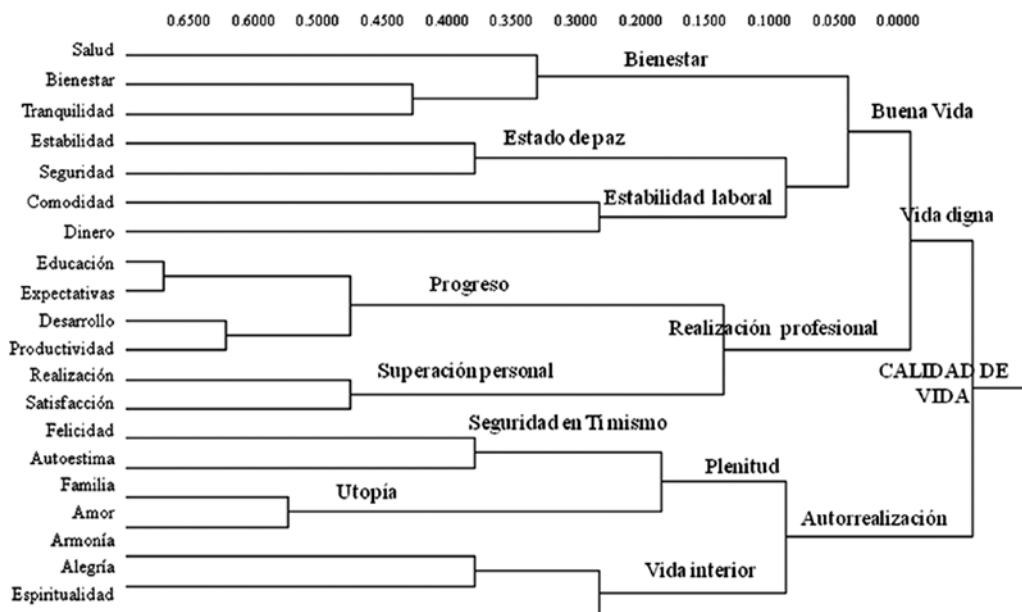 0.6500 0.6000 0.5000 0.4500 0.4000 0.3500 0.3000 0.2000 0.1500 0.1000 0.0500 0.0000
Salud
Bienestar
Bienestar
Tranquilidad
Buena Vida
Estabilidad
Estado de paz
Seguridad
Comodidad
Estabilidad laboral
Dinero
Vida digna
Educación
Progreso
Expectativas
Desarrollo
Realización profesional
Productividad
Realización
Superación personal
CALIDAD DE
VIDA
Satisfacción
Felicidad
Seguridad en Ti mismo
Autoestima
Plenitud
Familia
Utopía
Amor
Autorrealización
Armonía
Alegría
Vida interior
Espiritualidad